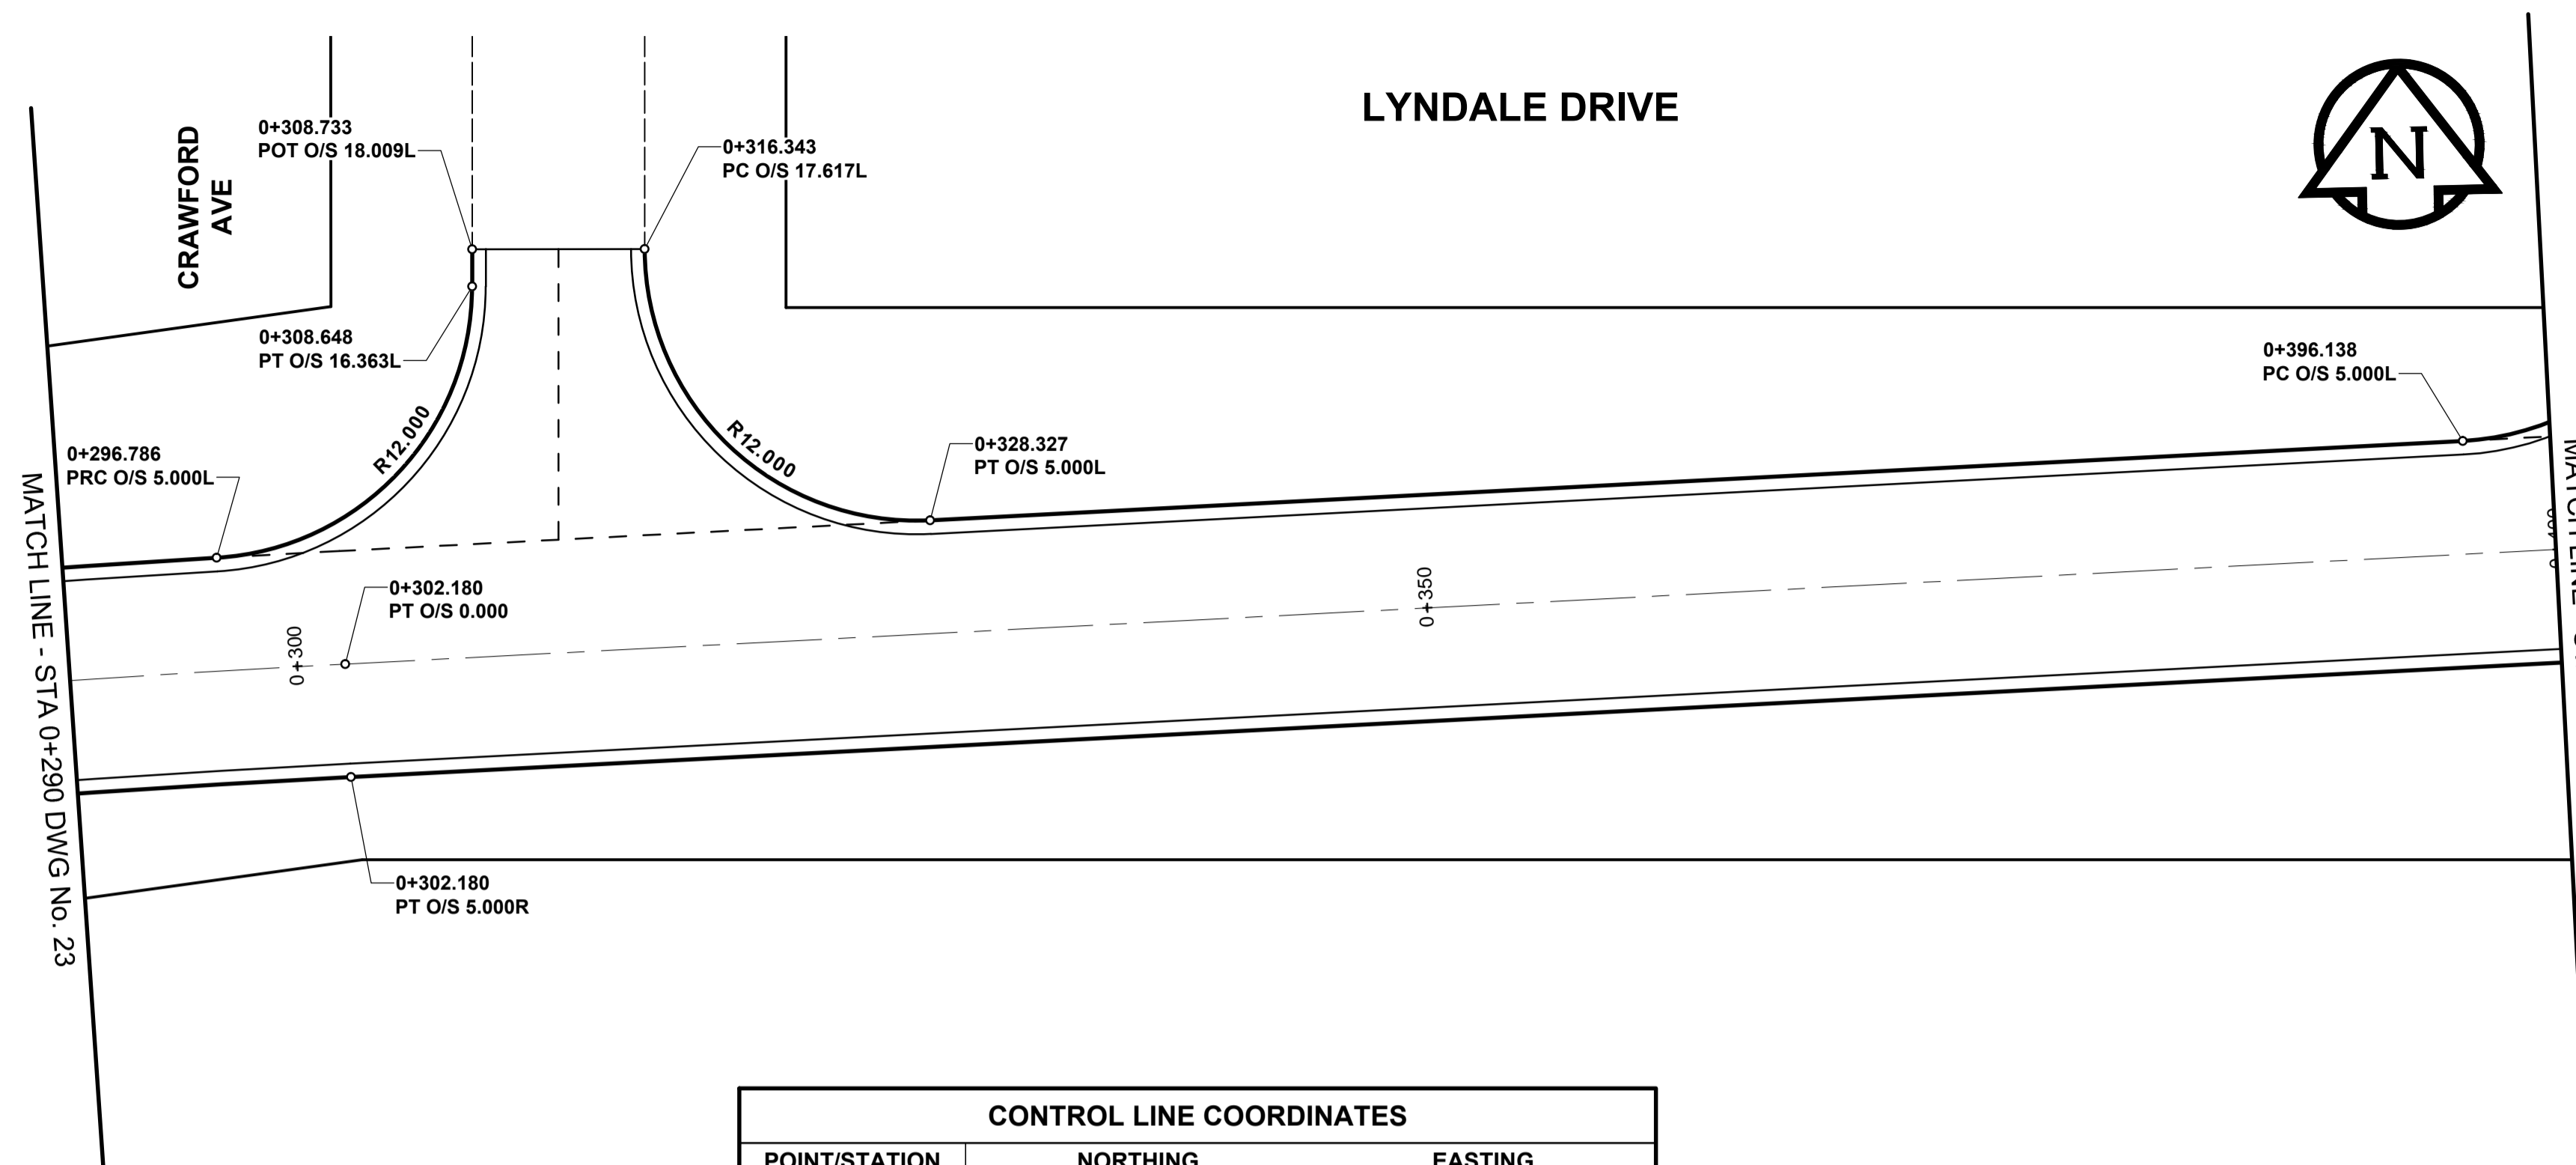 LYNDALE DRIVE
N
CRAWFORD
AVE
0+308.733
POT O/S 18.009L
0+316.343
PC O/S 17.617L
0+308.648
PT O/S 16.363L
0+396.138
PC O/S 5.000L
R12.000
R12.000
0+296.786
PRC O/S 5.000L
0+328.327
PT O/S 5.000L
0+302.180
PT O/S 0.000
0+300
0+350
MATCH LINE - STA 0+290 DWG No. 23
MATCH LINE
0+302.180
PT O/S 5.000R
CONTROL LINE COORDINATES
POINT/STATION NORTHING EASTING